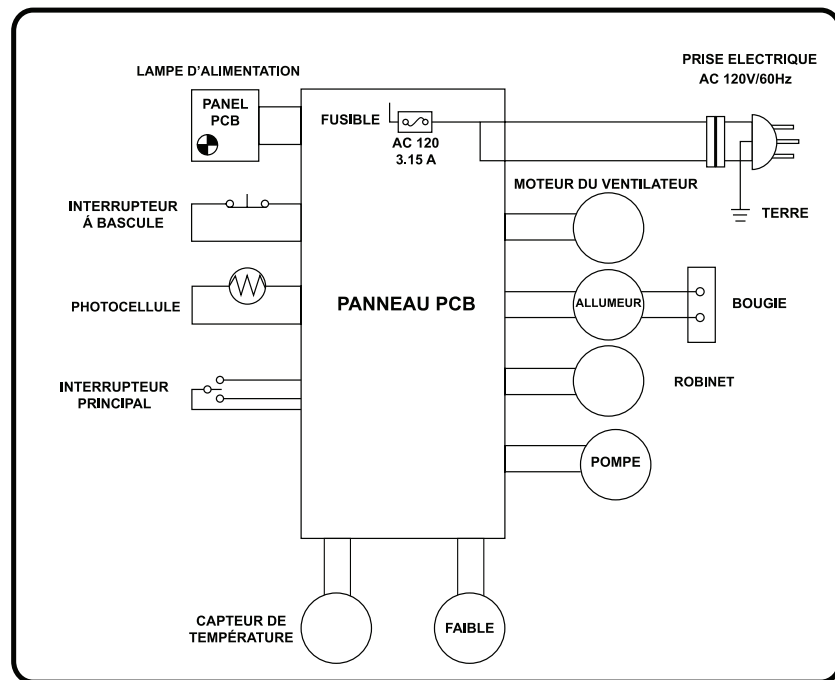 PRISE ELECTRIQUE
AC 120V/60Hz
LAMPE D'ALIMENTATION
PANEL
PCB
FUSIBLE
AC 120
3.15 A
MOTEUR DU VENTILATEUR
TERRE
INTERRUPTEUR
Á BASCULE
PHOTOCELLULE
PANNEAU PCB
ALLUMEUR
BOUGIE
INTERRUPTEUR
PRINCIPAL
ROBINET
POMPE
CAPTEUR DE
TEMPÉRATURE
FAIBLE